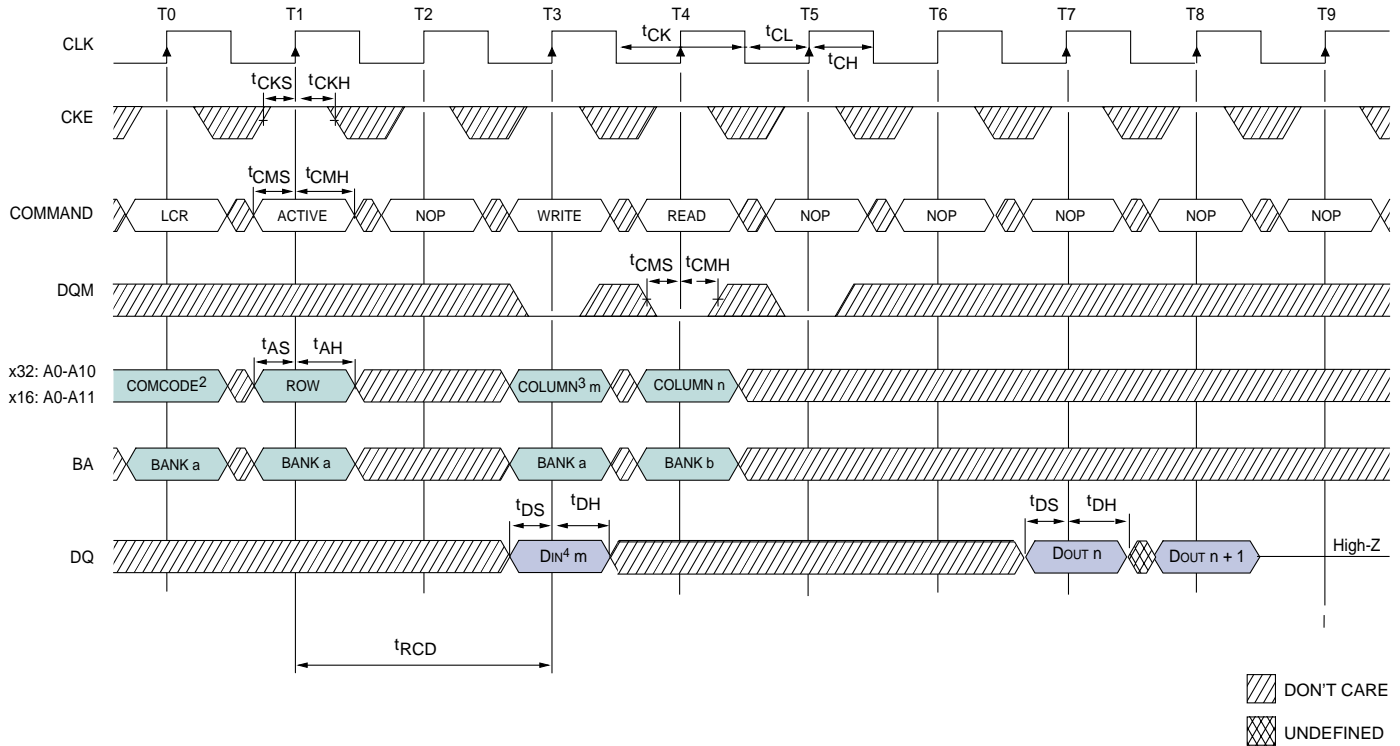 T0 T1 T2 T3 T4 T5 T6 T7 T8 T9
CLK
tCK tCL
tCH
tCKS tCKH
CKE
tCMS tCMH
COMMAND LCR ACTIVE NOP WRITE READ NOP NOP NOP NOP NOP
tCMS tCMH
DQM
tAS tAH
x32: A0-A10
x16: A0-A11
COMCODE² ROW COLUMN³ m COLUMN n
BA BANK a BANK a BANK a BANK b
tDS tDH tDS tDH
DQ DIN⁴ m DOUT n DOUT n + 1 High-Z
tRCD
DON'T CARE
UNDEFINED